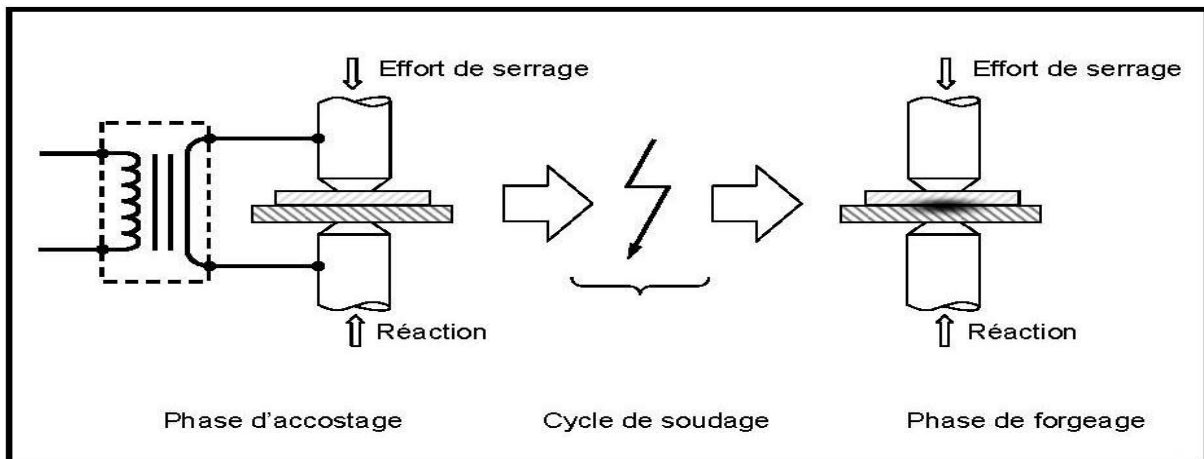 Effort de serrage
Effort de serrage
Réaction
Réaction
Phase d'accostage
Cycle de soudage
Phase de forgeage